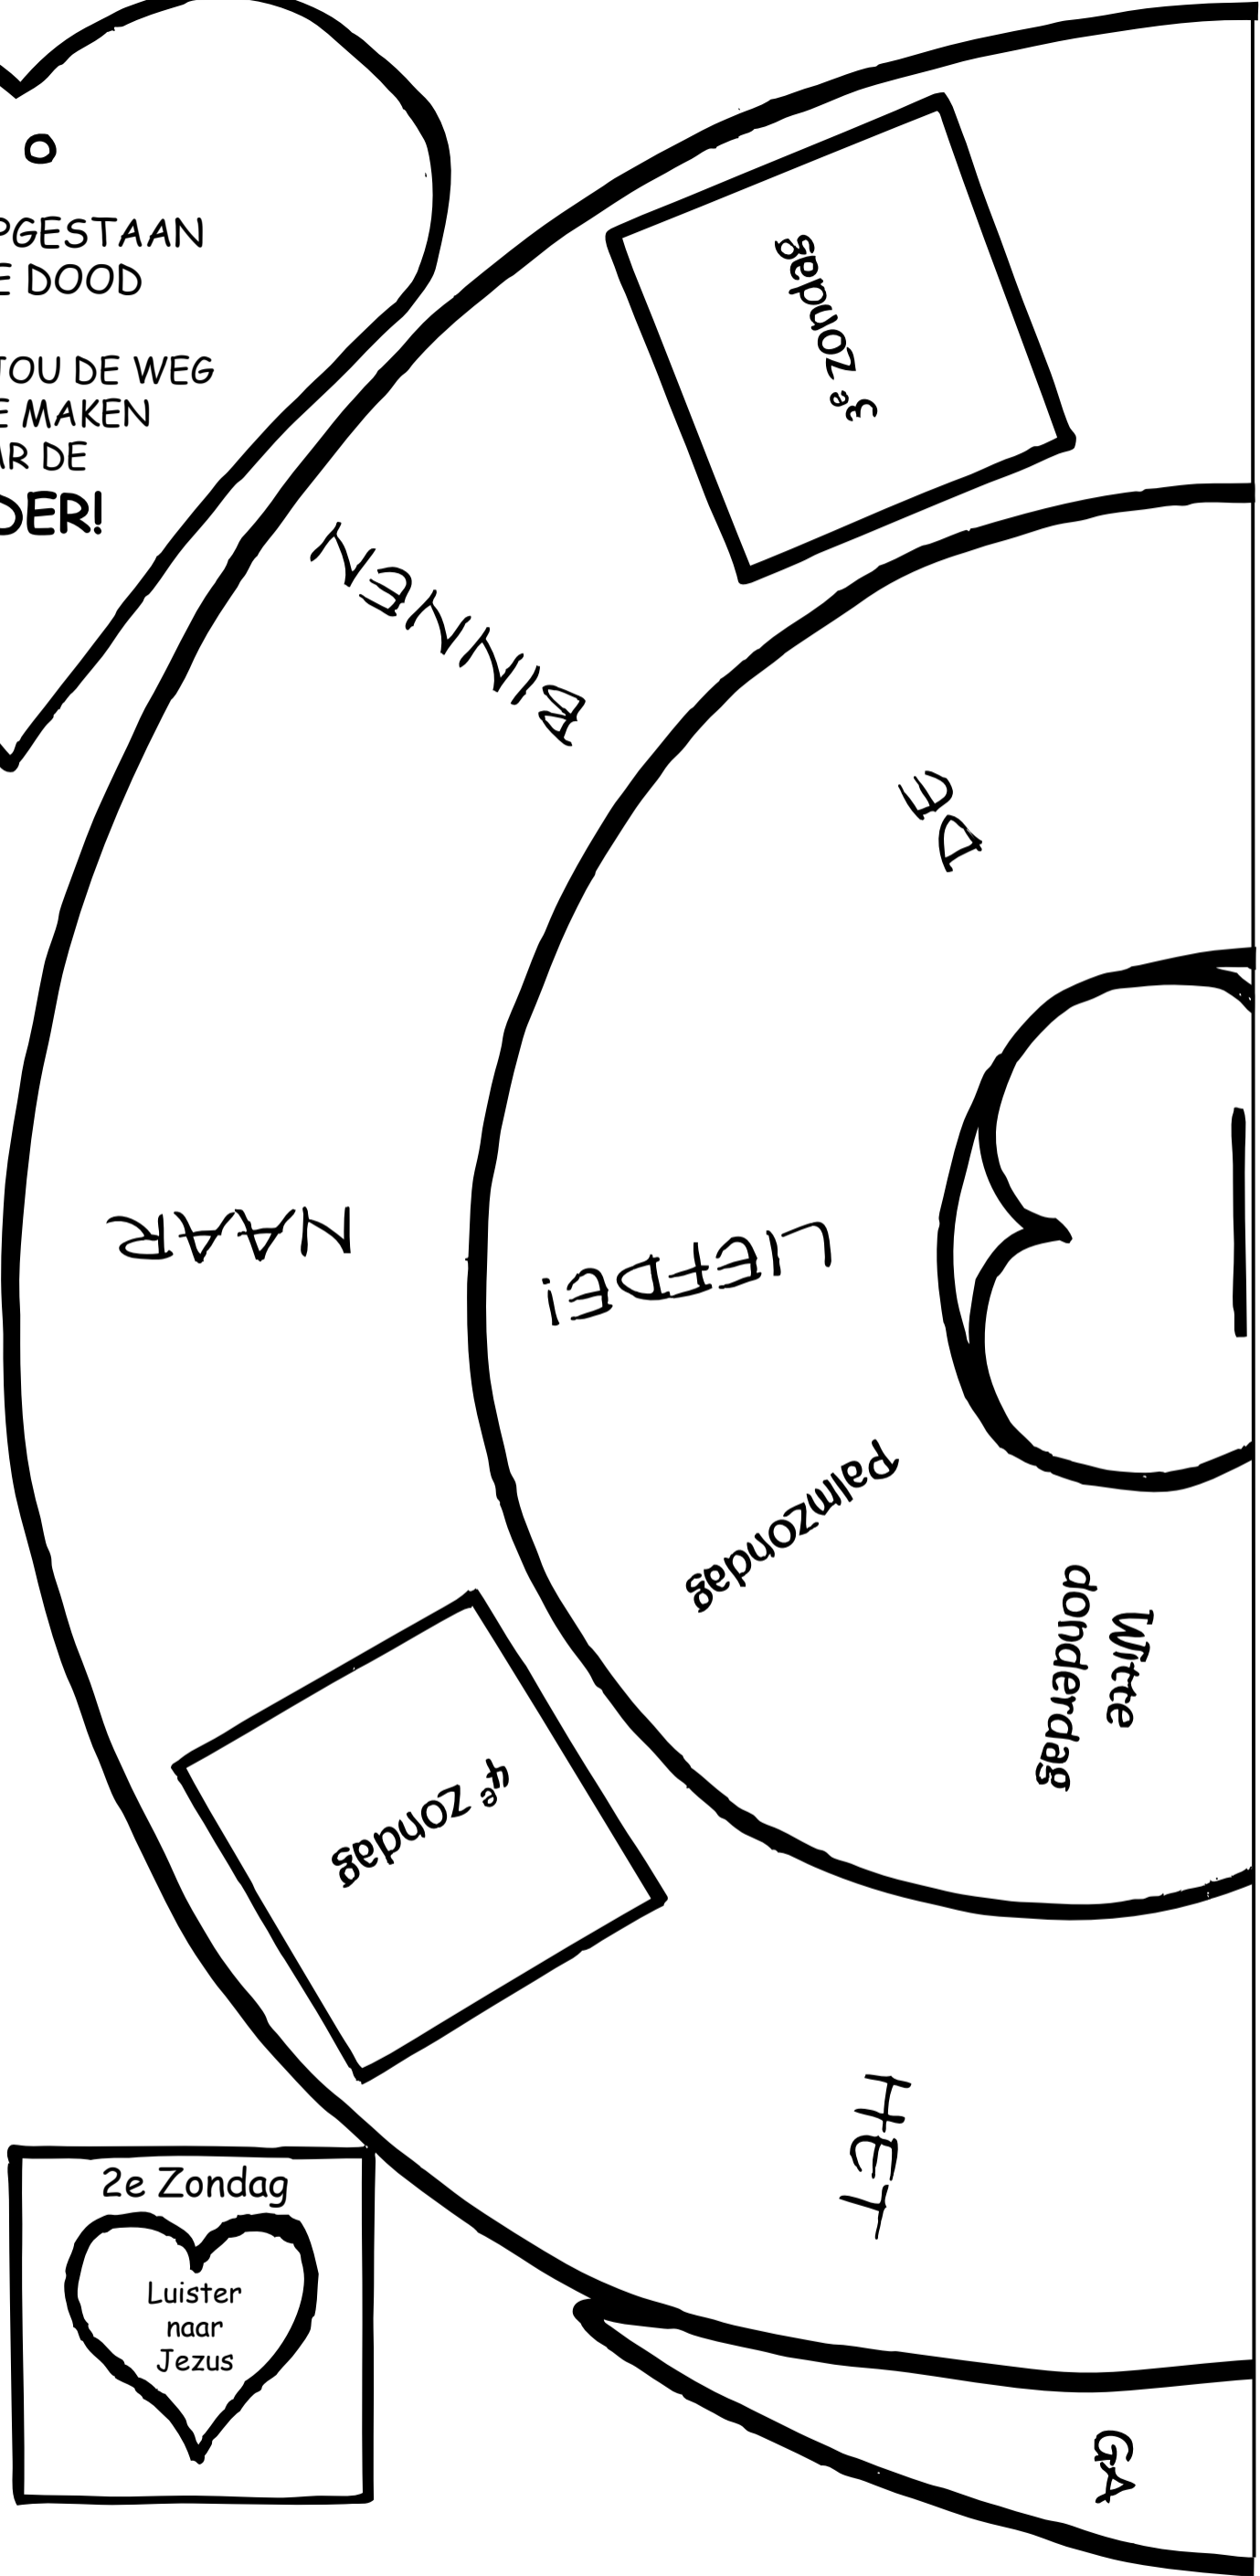 PGESTAAN
E DOOD
TOU DE WEG
E MAKEN
AR DE
DER!
3e zondag
BINNEN
DE
NAAR
LIEFDE!
Palmzondag
Witte
donderdag
4e zondag
HET
2e Zondag
Luister
naar
Jezus
GA